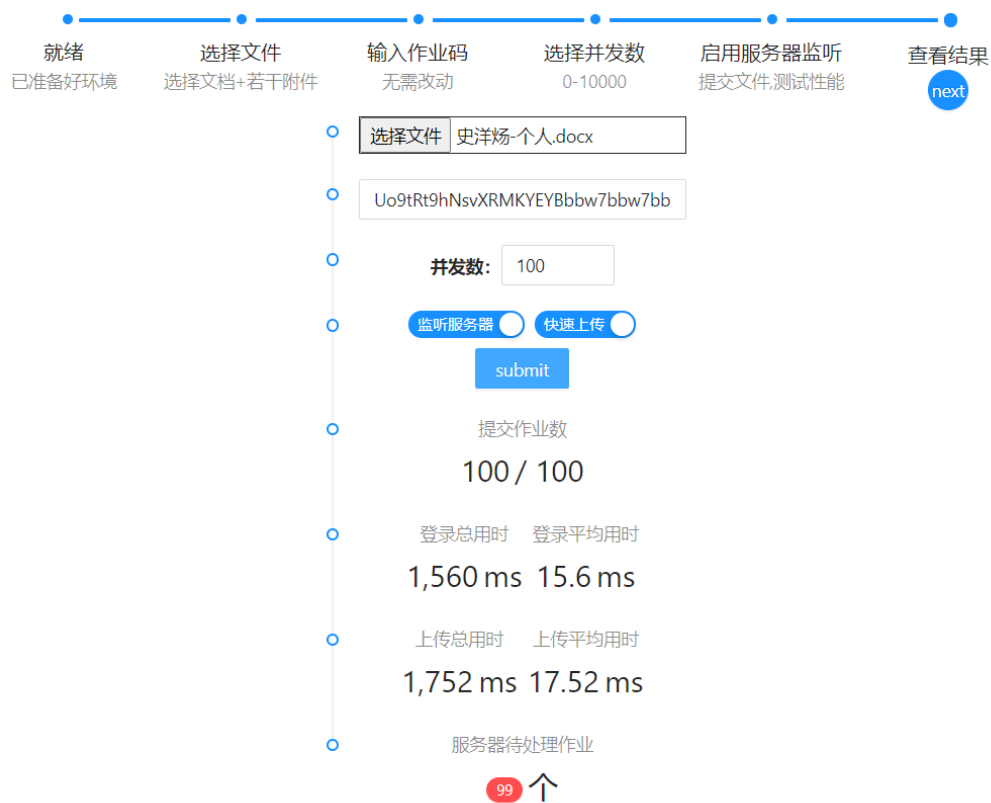 就绪 选择文件 输入作业码 选择并发数 启用服务器监听 查看结果
已准备好环境 选择文档+若干附件 无需改动 0-10000 提交文件,测试性能 next
选择文件 史洋炀-个人.docx
Uo9tRt9hNsvXRMKYEYBbbw7bbw7bb
并发数: 100
监听服务器 快速上传
submit
提交作业数
100 / 100
登录总用时 登录平均用时
1,560 ms 15.6 ms
上传总用时 上传平均用时
1,752 ms 17.52 ms
服务器待处理作业
99 个